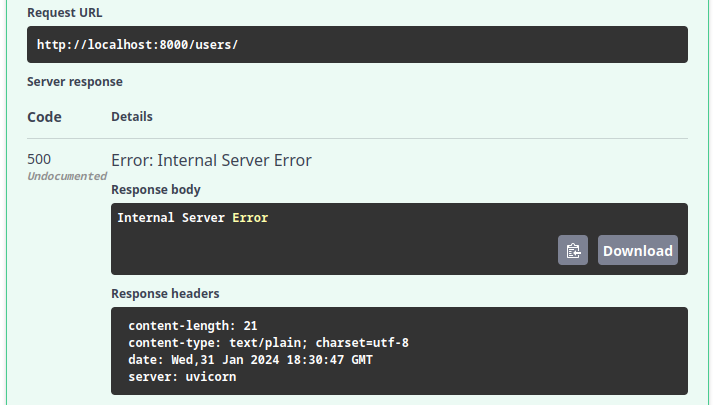 Request URL
http://localhost:8000/users/
Server response
Code Details
500 Error: Internal Server Error
Undocumented
Response body
Internal Server Error
Download
Response headers
content-length: 21
content-type: text/plain; charset=utf-8
date: Wed,31 Jan 2024 18:30:47 GMT
server: uvicorn